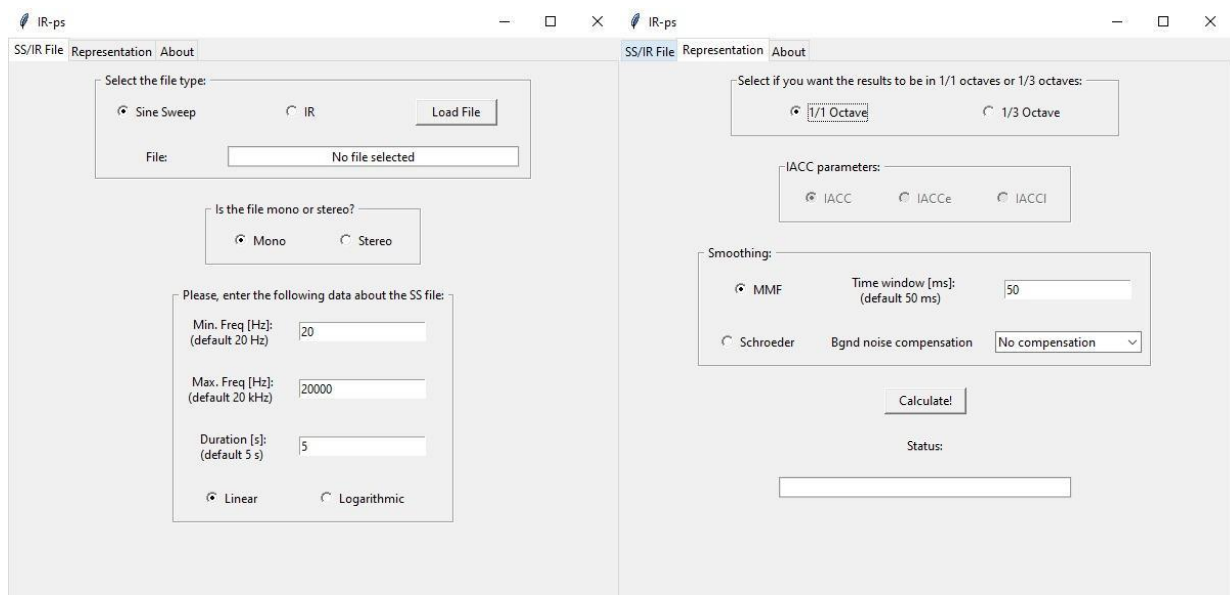 IR-ps
SS/IR File Representation About
Select the file type:
Sine Sweep IR Load File
File: No file selected
Is the file mono or stereo?
Mono Stereo
Please, enter the following data about the SS file:
Min. Freq [Hz]:
(default 20 Hz)
20
Max. Freq [Hz]:
(default 20 kHz)
20000
Duration [s]:
(default 5 s)
5
Linear Logarithmic
IR-ps
SS/IR File Representation About
Select if you want the results to be in 1/1 octaves or 1/3 octaves:
1/1 Octave 1/3 Octave
IACC parameters:
IACC IACCe IACCl
Smoothing:
MMF
Time window [ms]:
(default 50 ms)
50
Schroeder Bgnd noise compensation No compensation
Calculate!
Status: